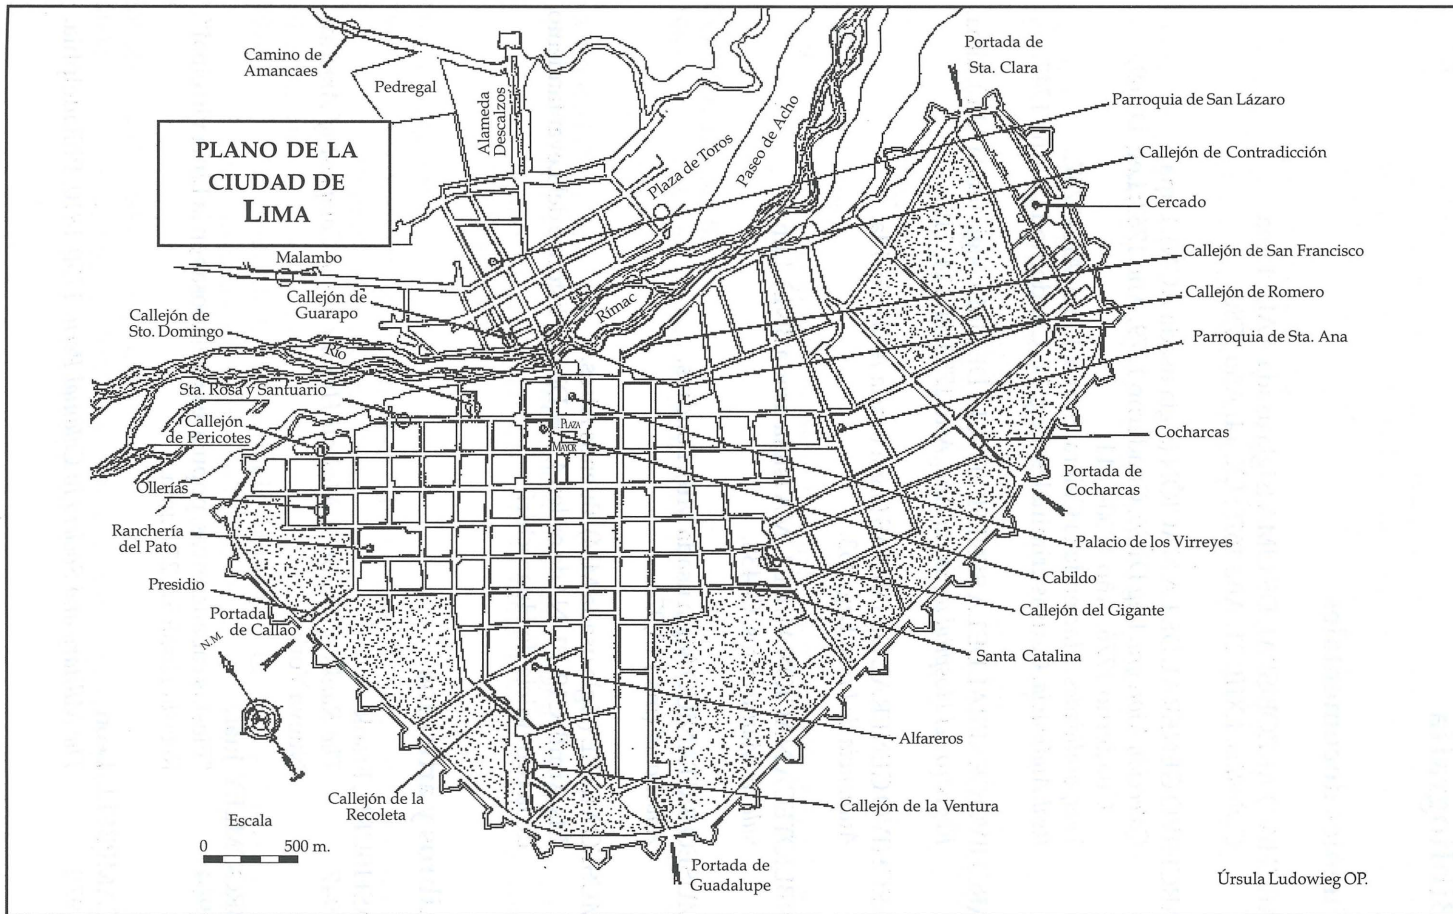 Camino de
Amancaes
Pedregal
Alameda
Descalzos
Portada de
Sta. Clara
Parroquia de San Lázaro
PLANO DE LA
CIUDAD DE
LIMA
Plaza de Toros
Paseo de Acho
Callejón de Contradicción
Cercado
Malambo
Callejón de San Francisco
Callejón de
Guarapo
Rímac
Callejón de Romero
Callejón de
Sto. Domingo
Río
Parroquia de Sta. Ana
Sta. Rosa y Santuario
Callejón
de Pericotes
PLAZA
MAYOR
Cocharcas
Portada de
Cocharcas
Ollerías
Ranchería
del Pato
Palacio de los Virreyes
Presidio
Cabildo
Portada
de Callao
Callejón del Gigante
N.M.
Santa Catalina
Alfareros
Callejón de la
Recoleta
Callejón de la Ventura
Escala
0 500 m.
Portada de
Guadalupe
Úrsula Ludowieg OP.